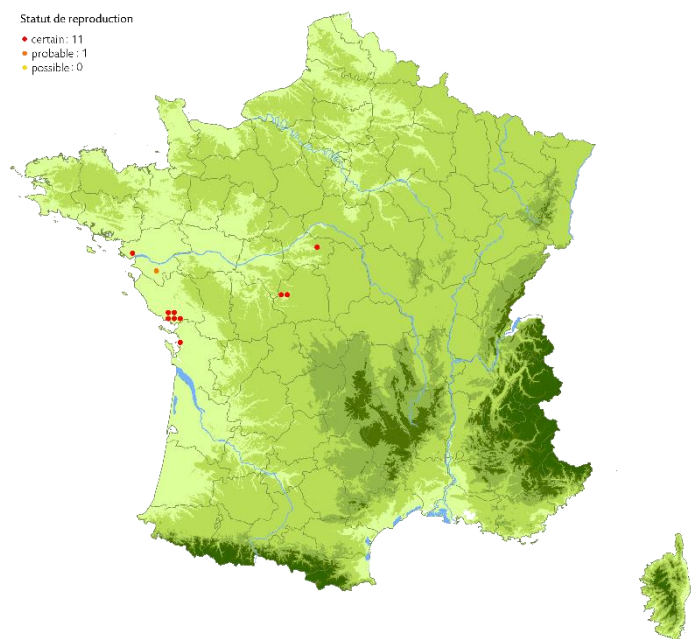 Statut de reproduction
certain : 11
probable : 1
possible : 0